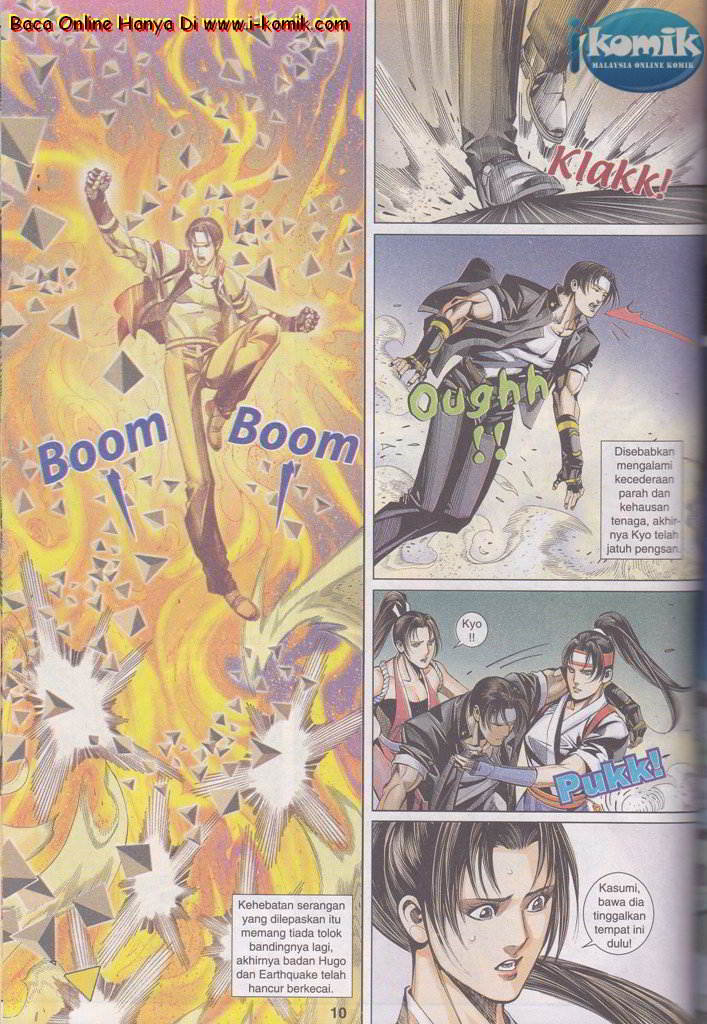 Baca Online Hanya Di www.i-komik.com
i komik
MALAYSIA ONLINE KOMIK
Boom
Boom
Kehebatan serangan
yang dilepaskan itu
memang tiada tolok
bandingnya lagi,
akhirnya badan Hugo
dan Earthquake telah
hancur berkecai.
10
Klakk!
Oughh
!!
Disebabkan
mengalami
kecederaan
parah dan
kehausan
tenaga, akhir-
nya Kyo telah
jatuh pengsan.
Kyo
!!
Pukk!
Kasumi,
bawa dia
tinggalkan
tempat ini
dulu!